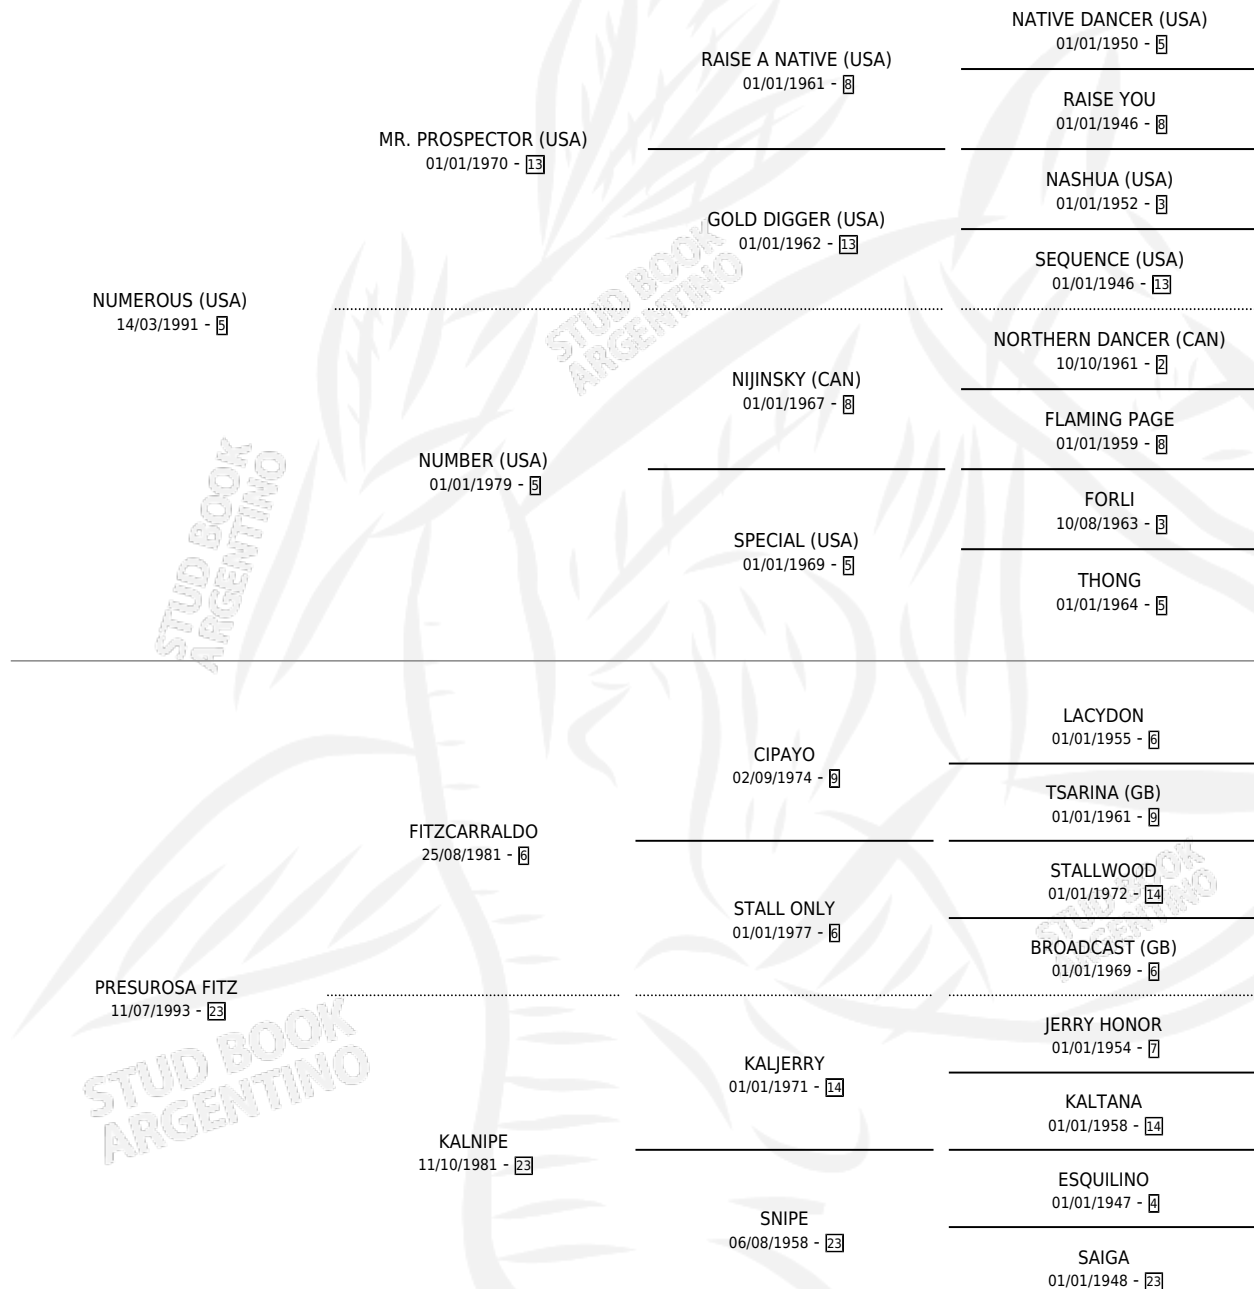 NATIVE DANCER (USA)
01/01/1950 - 5
RAISE A NATIVE (USA)
01/01/1961 - 8
RAISE YOU
01/01/1946 - 8
MR. PROSPECTOR (USA)
01/01/1970 - 13
NASHUA (USA)
01/01/1952 - 3
GOLD DIGGER (USA)
01/01/1962 - 13
SEQUENCE (USA)
01/01/1946 - 13
NUMEROUS (USA)
14/03/1991 - 5
NORTHERN DANCER (CAN)
10/10/1961 - 2
NIJINSKY (CAN)
01/01/1967 - 8
FLAMING PAGE
01/01/1959 - 8
NUMBER (USA)
01/01/1979 - 5
FORLI
10/08/1963 - 3
SPECIAL (USA)
01/01/1969 - 5
THONG
01/01/1964 - 5
LACYDON
01/01/1955 - 6
CIPAYO
02/09/1974 - 9
TSARINA (GB)
01/01/1961 - 9
FITZCARRALDO
25/08/1981 - 6
STALLWOOD
01/01/1972 - 14
STALL ONLY
01/01/1977 - 6
BROADCAST (GB)
01/01/1969 - 6
PRESUROSA FITZ
11/07/1993 - 23
JERRY HONOR
01/01/1954 - 7
KALJERRY
01/01/1971 - 14
KALTANA
01/01/1958 - 14
KALNIPE
11/10/1981 - 23
ESQUILINO
01/01/1947 - 4
SNIPE
06/08/1958 - 23
SAIGA
01/01/1948 - 23
STUD BOOK
ARGENTINO
STUD BOOK
ARGENTINO
STUD BOOK
ARGENTINO
STUD BOOK
ARGENTINO